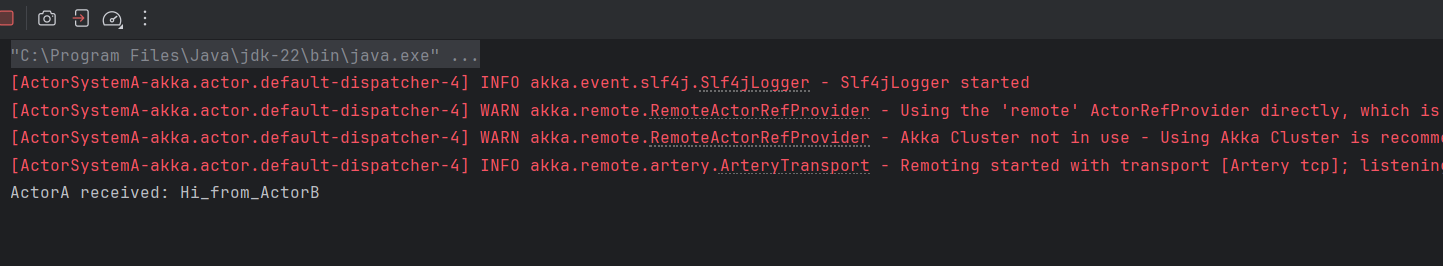 "C:\Program Files\Java\jdk-22\bin\java.exe" ...
[ActorSystemA-akka.actor.default-dispatcher-4] INFO akka.event.slf4j.Slf4jLogger - Slf4jLogger started
[ActorSystemA-akka.actor.default-dispatcher-4] WARN akka.remote.RemoteActorRefProvider - Using the 'remote' ActorRefProvider directly, which is
[ActorSystemA-akka.actor.default-dispatcher-4] WARN akka.remote.RemoteActorRefProvider - Akka Cluster not in use - Using Akka Cluster is recomm
[ActorSystemA-akka.actor.default-dispatcher-4] INFO akka.remote.artery.ArteryTransport - Remoting started with transport [Artery tcp]; listening
ActorA received: Hi_from_ActorB